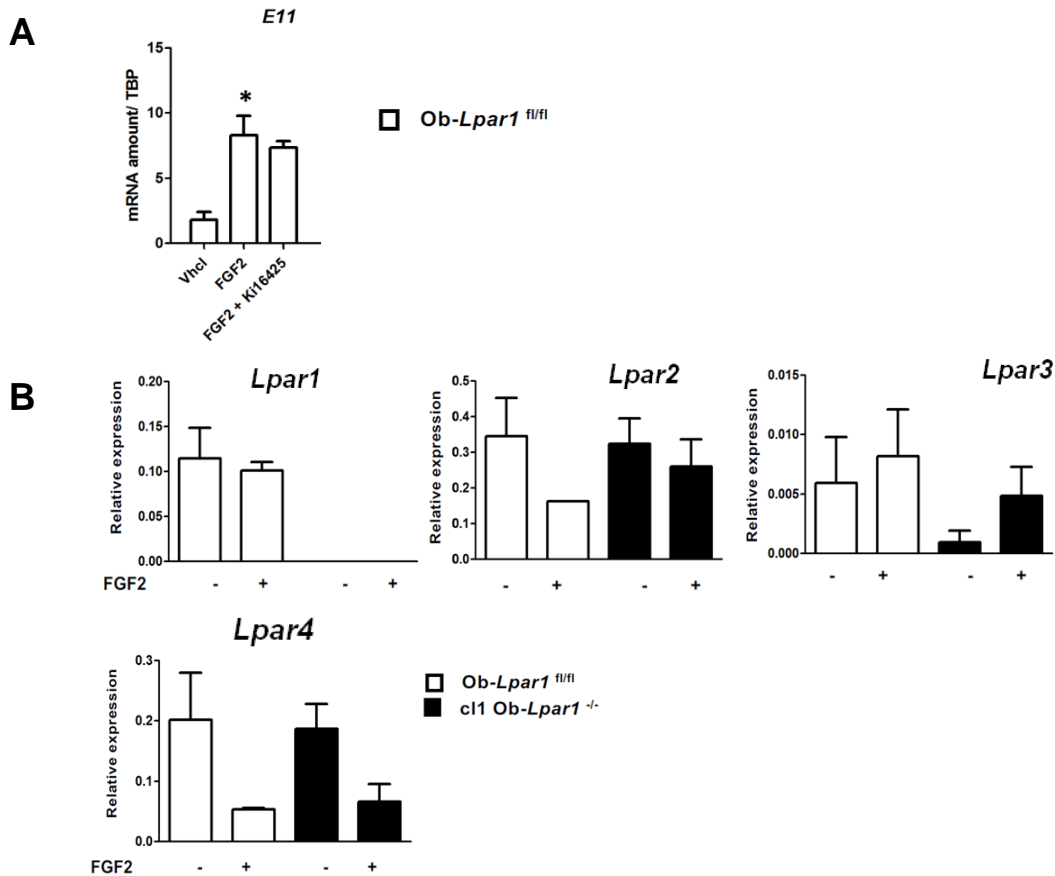 A
E11
mRNA amount/ TBP
15
10
5
0
*
Vhcl
FGF2
FGF2 + Ki16425
Ob-Lpar1 fl/fl
B
Lpar1
Relative expression
0.20
0.15
0.10
0.05
0.00
FGF2 - + - +
Lpar2
Relative expression
0.5
0.4
0.3
0.2
0.1
0.0
- + - +
Lpar3
Relative expression
0.015
0.010
0.005
0.000
- + - +
Lpar4
Relative expression
0.3
0.2
0.1
0.0
FGF2 - + - +
Ob-Lpar1 fl/fl
cl1 Ob-Lpar1 -/-